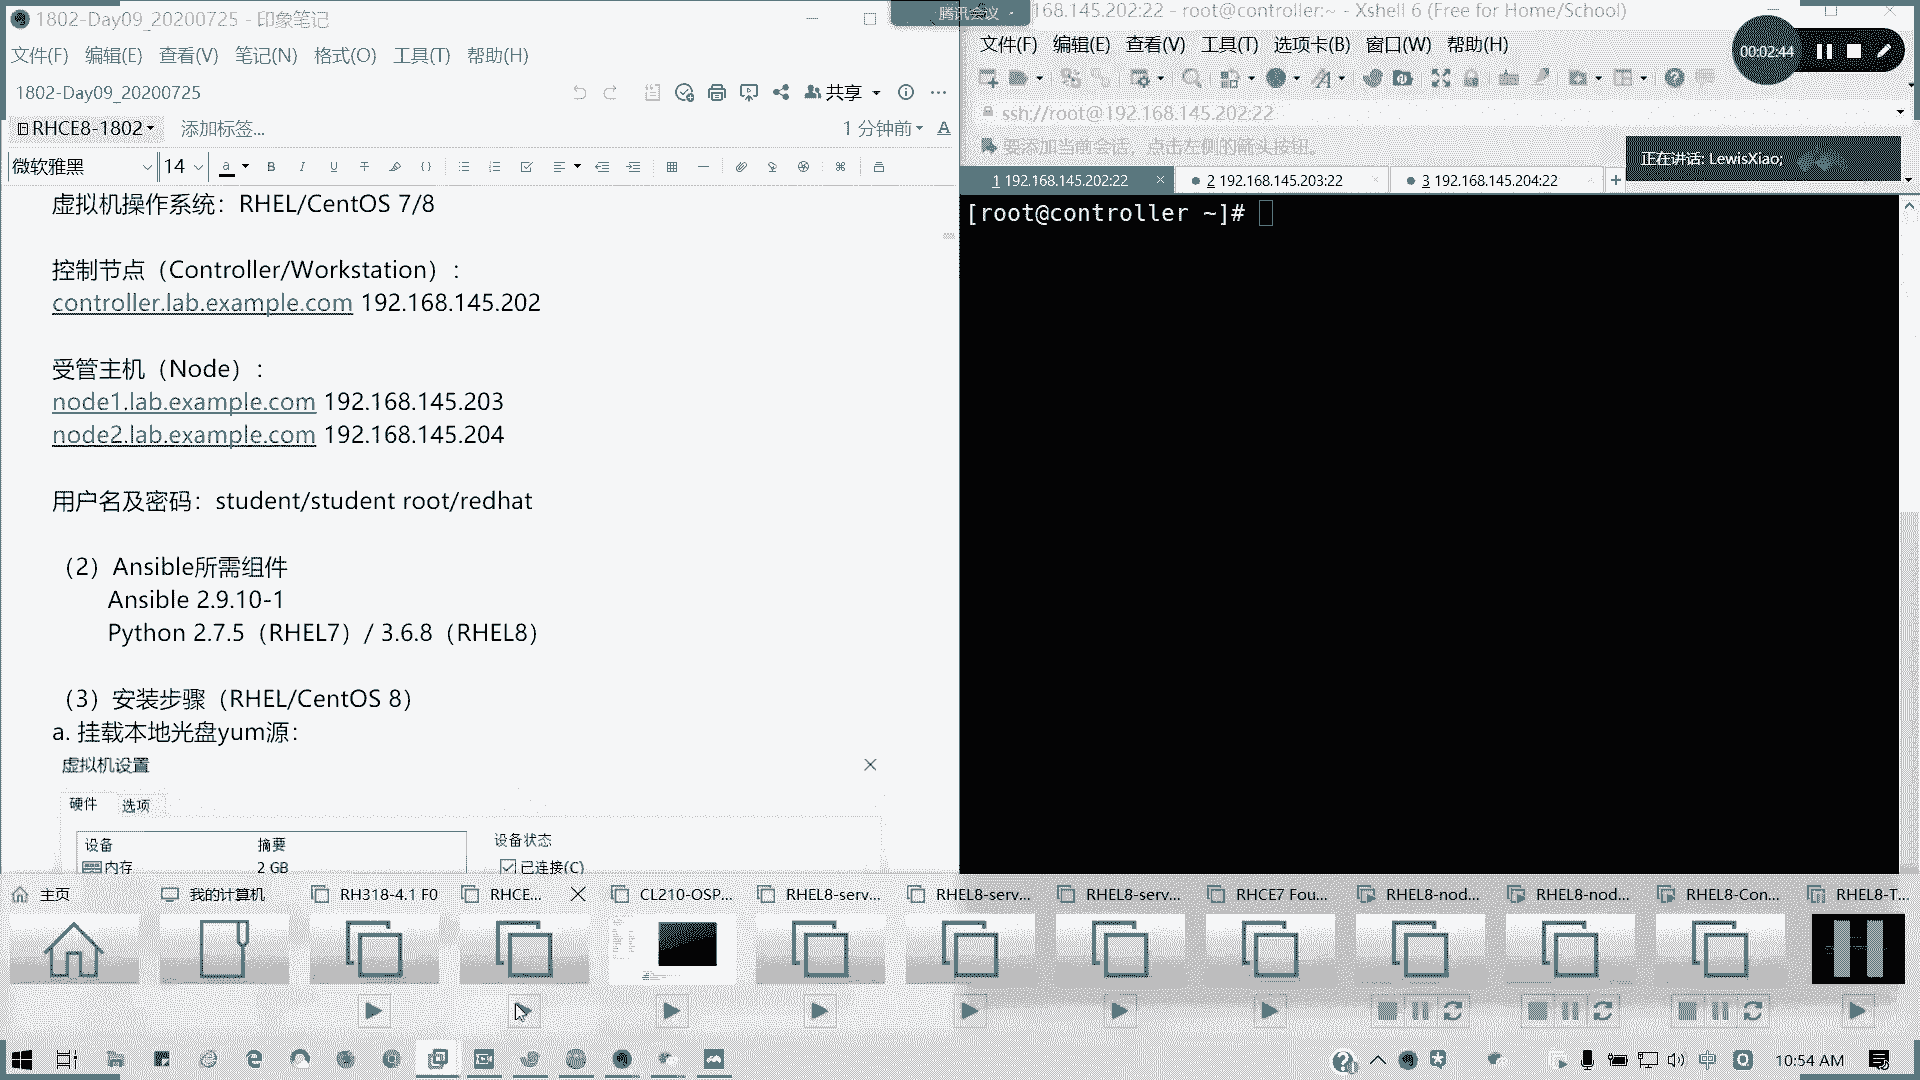 1802-Day09_20200725 - 印象笔记
文件(F) 编辑(E) 查看(V) 笔记(N) 格式(O) 工具(T) 帮助(H)
1802-Day09_20200725
共享
RHCE8-1802
添加标签...
1 分钟前
微软雅黑 14
虚拟机操作系统：RHEL/CentOS 7/8
控制节点（Controller/Workstation）:
controller.lab.example.com 192.168.145.202
受管主机（Node）:
node1.lab.example.com 192.168.145.203
node2.lab.example.com 192.168.145.204
用户名及密码：student/student root/redhat
（2）Ansible所需组件
Ansible 2.9.10-1
Python 2.7.5（RHEL7）/ 3.6.8（RHEL8）
（3）安装步骤（RHEL/CentOS 8）
a. 挂载本地光盘yum源：
虚拟机设置
硬件 选项
设备 摘要
内存 2 GB
设备状态
已连接(C)
腾讯会议
168.145.202:22 - root@controller:~ - Xshell 6 (Free for Home/School)
文件(F) 编辑(E) 查看(V) 工具(T) 选项卡(B) 窗口(W) 帮助(H)
00:02:44
ssh://root@192.168.145.202:22
要添加当前会话，点击左侧的箭头按钮。
正在讲话: LewisXiao;
1 192.168.145.202:22
2 192.168.145.203:22
3 192.168.145.204:22
[root@controller ~]#
主页
我的计算机
RH318-4.1 F0
RHCE...
CL210-OSP...
RHEL8-serv...
RHEL8-serv...
RHEL8-serv...
RHCE7 Fou...
RHEL8-nod...
RHEL8-nod...
RHEL8-Con...
RHEL8-T...
中
10:54 AM